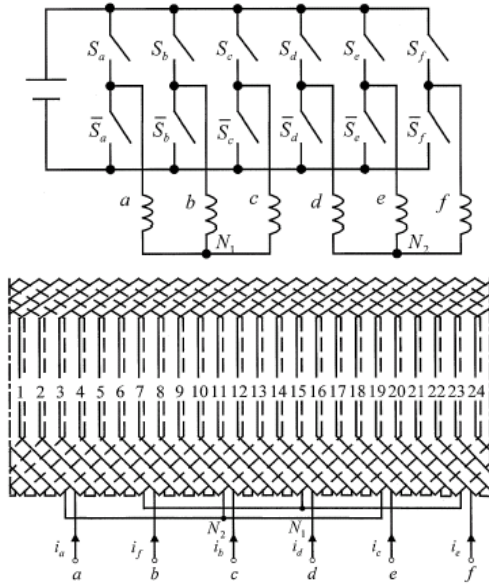 S_a S_b S_c S_d S_e S_f
S̅_a S̅_b S̅_c S̅_d S̅_e S̅_f
a b c d e f
N_1 N_2
1 2 3 4 5 6 7 8 9 10 11 12 13 14 15 16 17 18 19 20 21 22 23 24
N_2 N_1
i_a i_f i_b i_d i_c i_e
a b c d e f